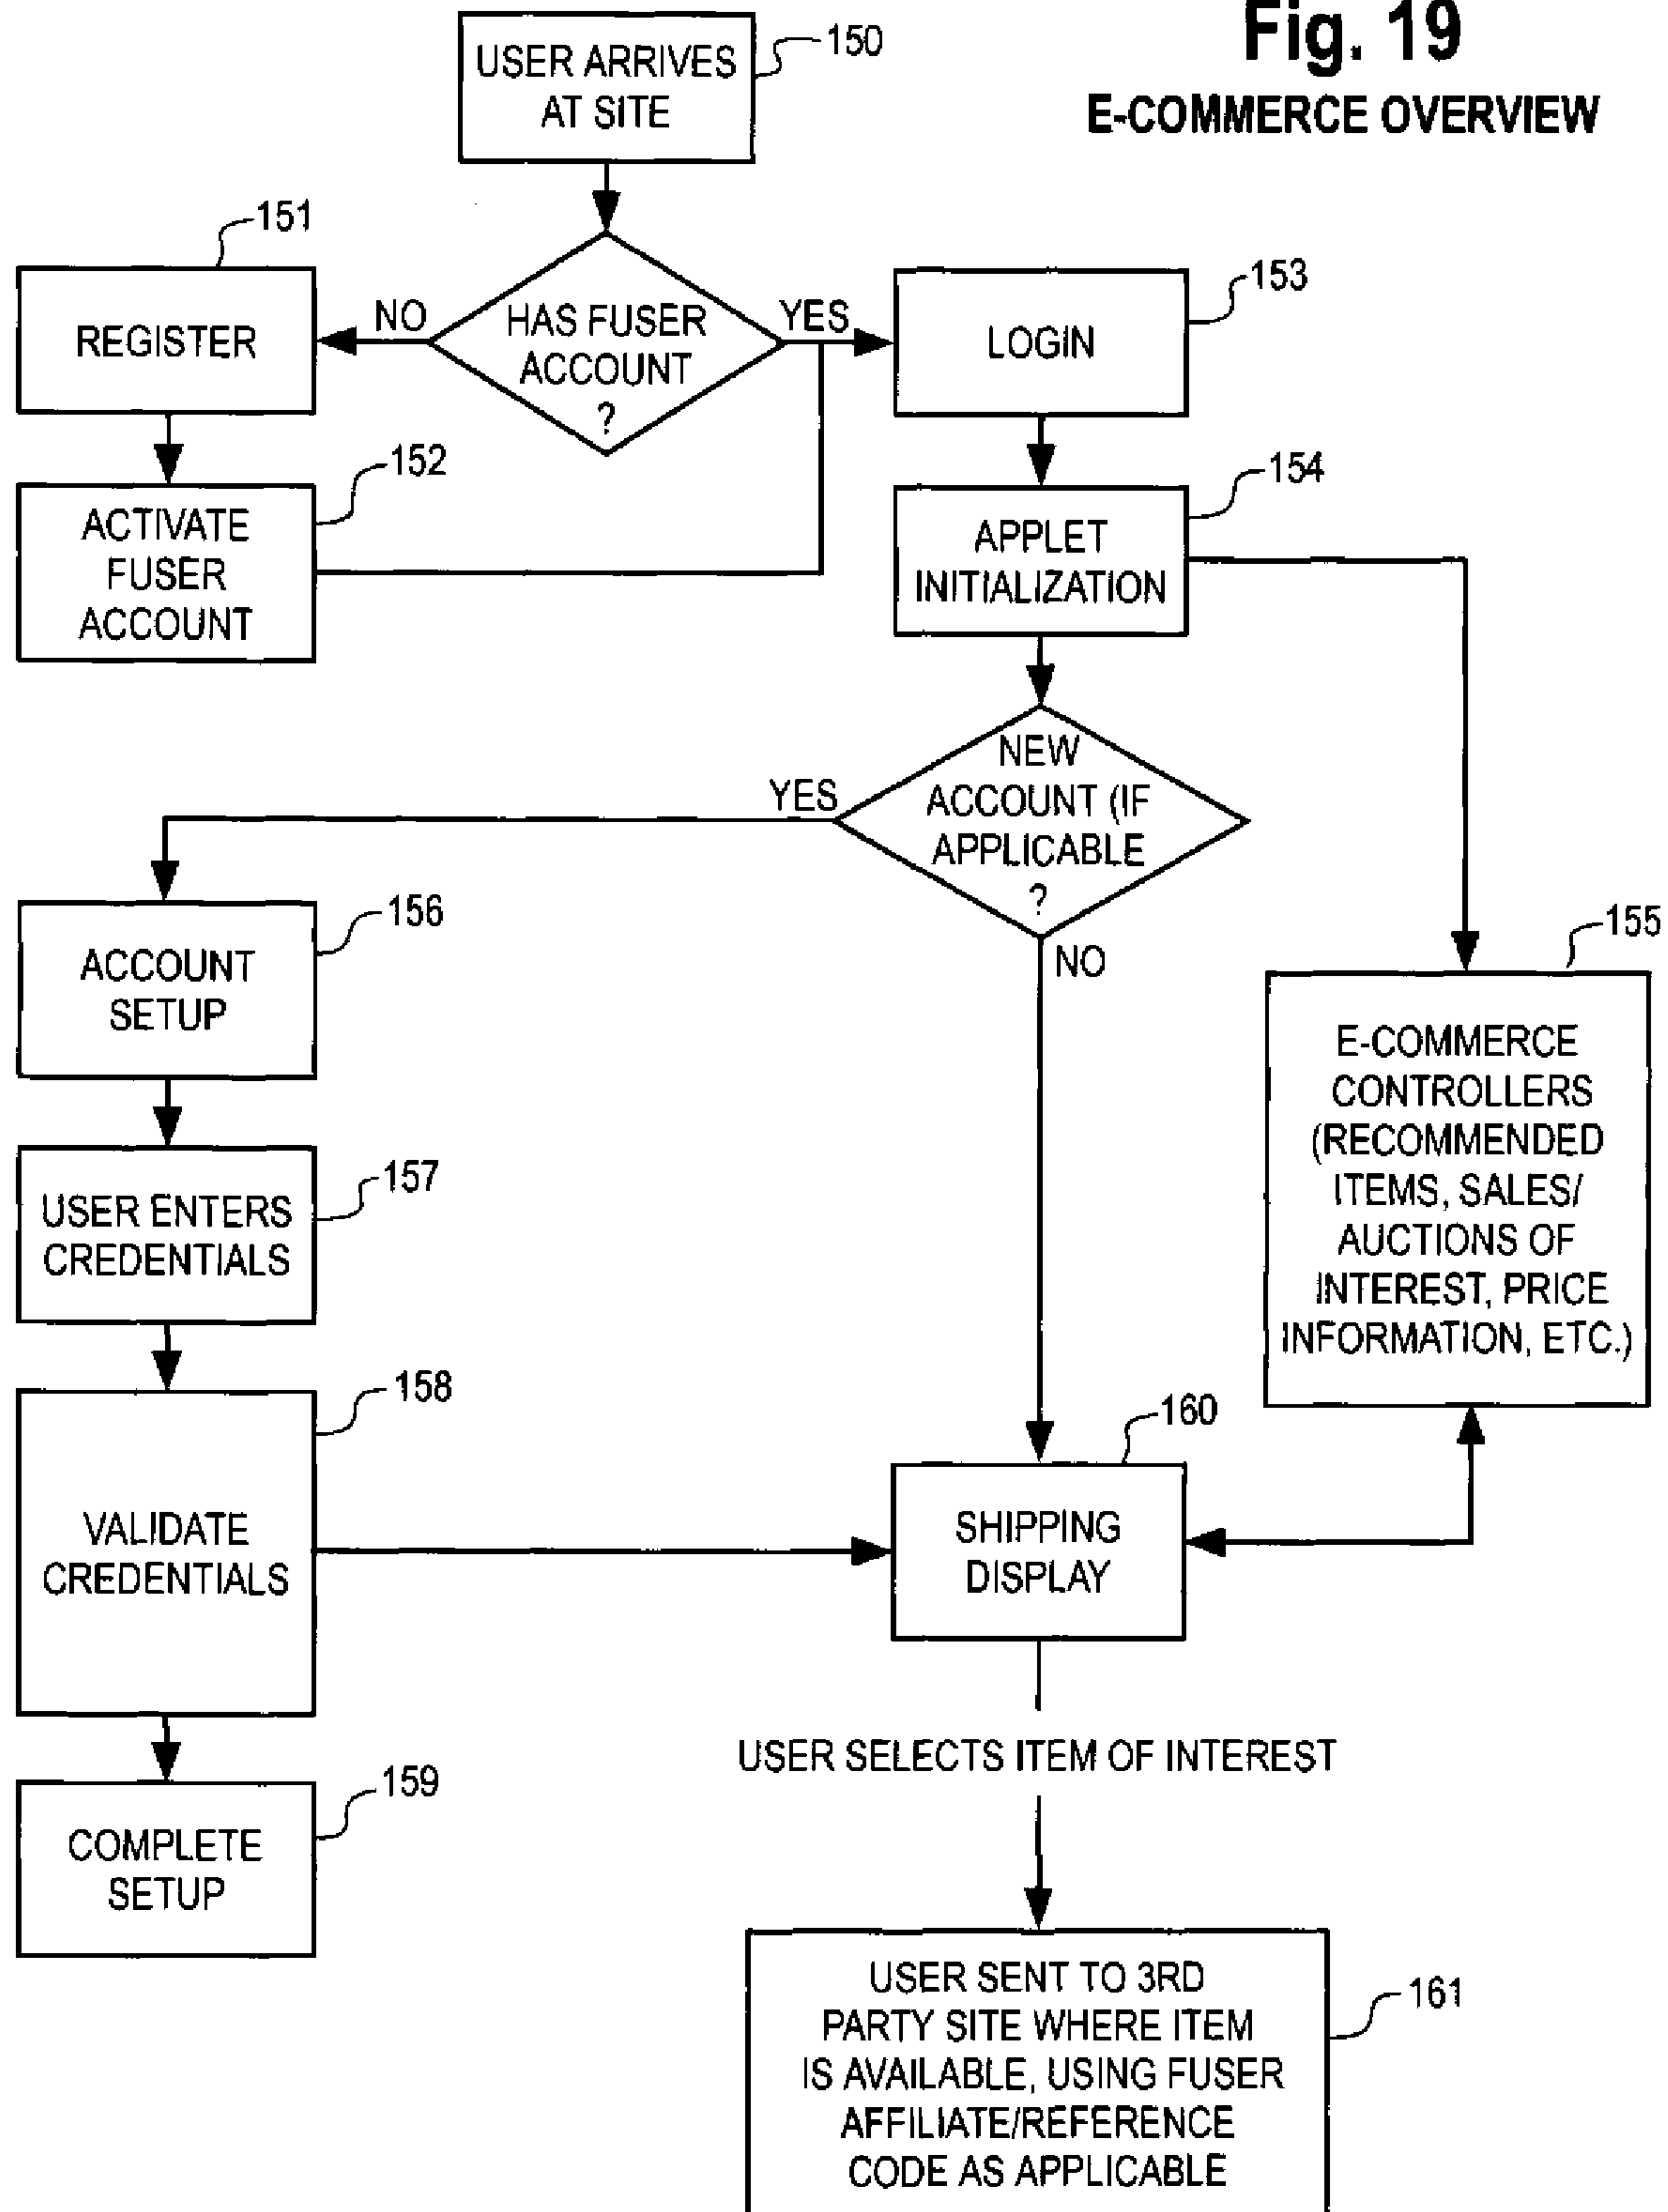 Fig. 19
E-COMMERCE OVERVIEW
USER ARRIVES
AT SITE
150
151
REGISTER
NO
HAS FUSER
ACCOUNT
?
YES
153
LOGIN
152
ACTIVATE
FUSER
ACCOUNT
154
APPLET
INITIALIZATION
NEW
ACCOUNT (IF
APPLICABLE
?
YES
NO
156
ACCOUNT
SETUP
155
E-COMMERCE
CONTROLLERS
(RECOMMENDED
ITEMS, SALES/
AUCTIONS OF
INTEREST, PRICE
INFORMATION, ETC.)
157
USER ENTERS
CREDENTIALS
158
VALIDATE
CREDENTIALS
160
SHIPPING
DISPLAY
USER SELECTS ITEM OF INTEREST
159
COMPLETE
SETUP
161
USER SENT TO 3RD
PARTY SITE WHERE ITEM
IS AVAILABLE, USING FUSER
AFFILIATE/REFERENCE
CODE AS APPLICABLE